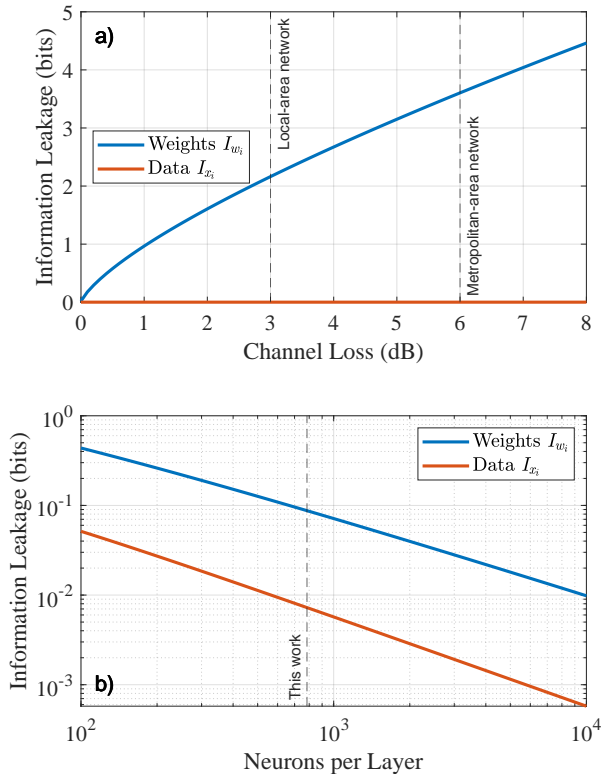 a)
Information Leakage (bits)
5
4
3
2
1
0
Weights I_{w_i}
Data I_{x_i}
Local-area network
Metropolitan-area network
0 1 2 3 4 5 6 7 8
Channel Loss (dB)
b)
Information Leakage (bits)
10^0
10^{-1}
10^{-2}
10^{-3}
Weights I_{w_i}
Data I_{x_i}
This work
10^2 10^3 10^4
Neurons per Layer